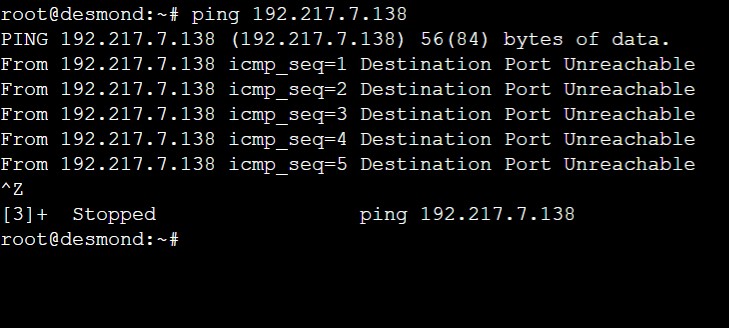 root@desmond:~# ping 192.217.7.138
PING 192.217.7.138 (192.217.7.138) 56(84) bytes of data.
From 192.217.7.138 icmp_seq=1 Destination Port Unreachable
From 192.217.7.138 icmp_seq=2 Destination Port Unreachable
From 192.217.7.138 icmp_seq=3 Destination Port Unreachable
From 192.217.7.138 icmp_seq=4 Destination Port Unreachable
From 192.217.7.138 icmp_seq=5 Destination Port Unreachable
^Z
[3]+  Stopped                 ping 192.217.7.138
root@desmond:~#